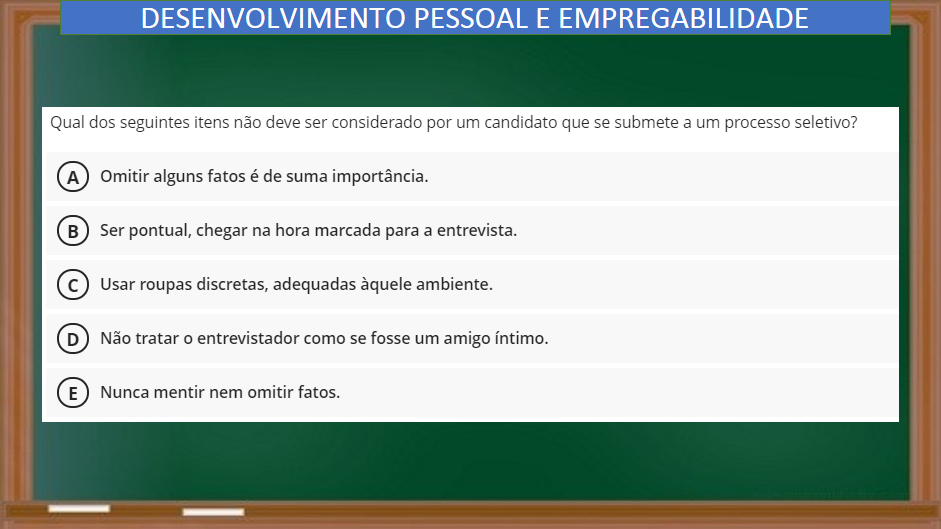 DESENVOLVIMENTO PESSOAL E EMPREGABILIDADE
Qual dos seguintes itens não deve ser considerado por um candidato que se submete a um processo seletivo?
A Omitir alguns fatos é de suma importância.
B Ser pontual, chegar na hora marcada para a entrevista.
C Usar roupas discretas, adequadas àquele ambiente.
D Não tratar o entrevistador como se fosse um amigo íntimo.
E Nunca mentir nem omitir fatos.